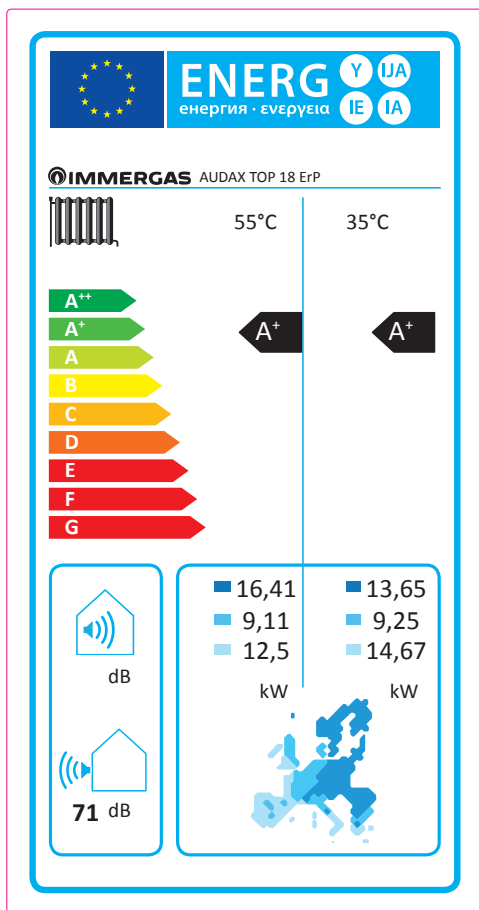 ENERG
енергия · ενεργεια
Y IJA
IE IA
IMMERGAS AUDAX TOP 18 ErP
55°C 35°C
A++
A+
A
B
C
D
E
F
G
A+ A+
dB
71 dB
16,41 13,65
9,11 9,25
12,5 14,67
kW kW